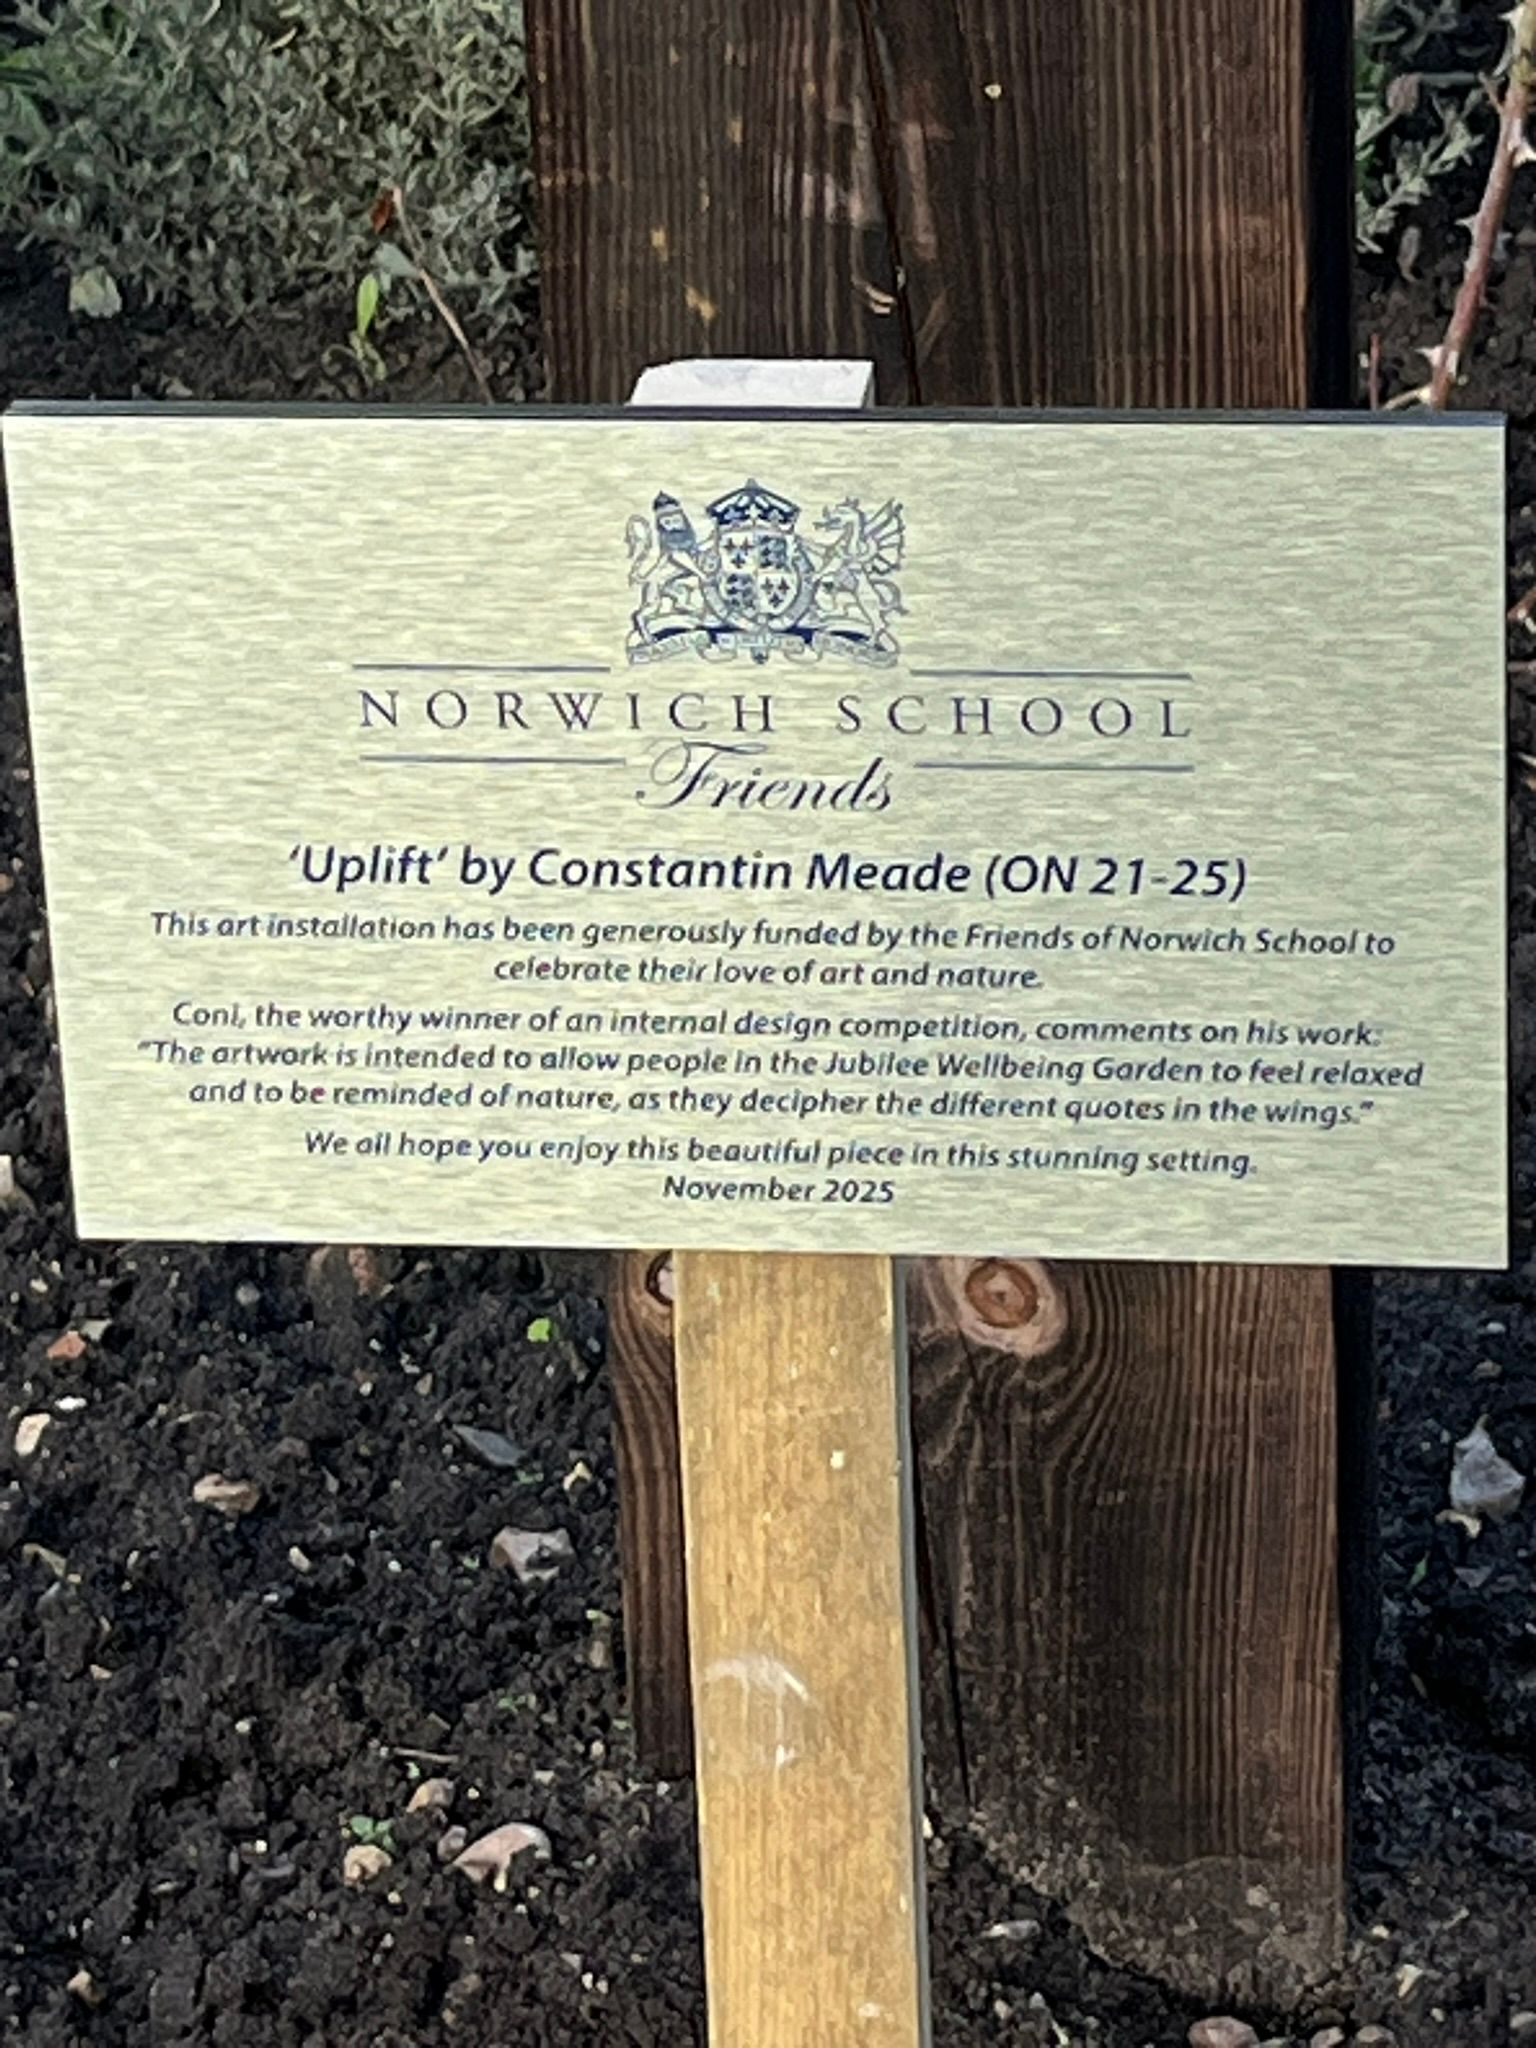 NORWICH SCHOOL
Friends
‘Uplift’ by Constantin Meade (ON 21-25)
This art installation has been generously funded by the Friends of Norwich School to
celebrate their love of art and nature.
Coni, the worthy winner of an internal design competition, comments on his work:
“The artwork is intended to allow people in the Jubilee Wellbeing Garden to feel relaxed
and to be reminded of nature, as they decipher the different quotes in the wings.”
We all hope you enjoy this beautiful piece in this stunning setting.
November 2025